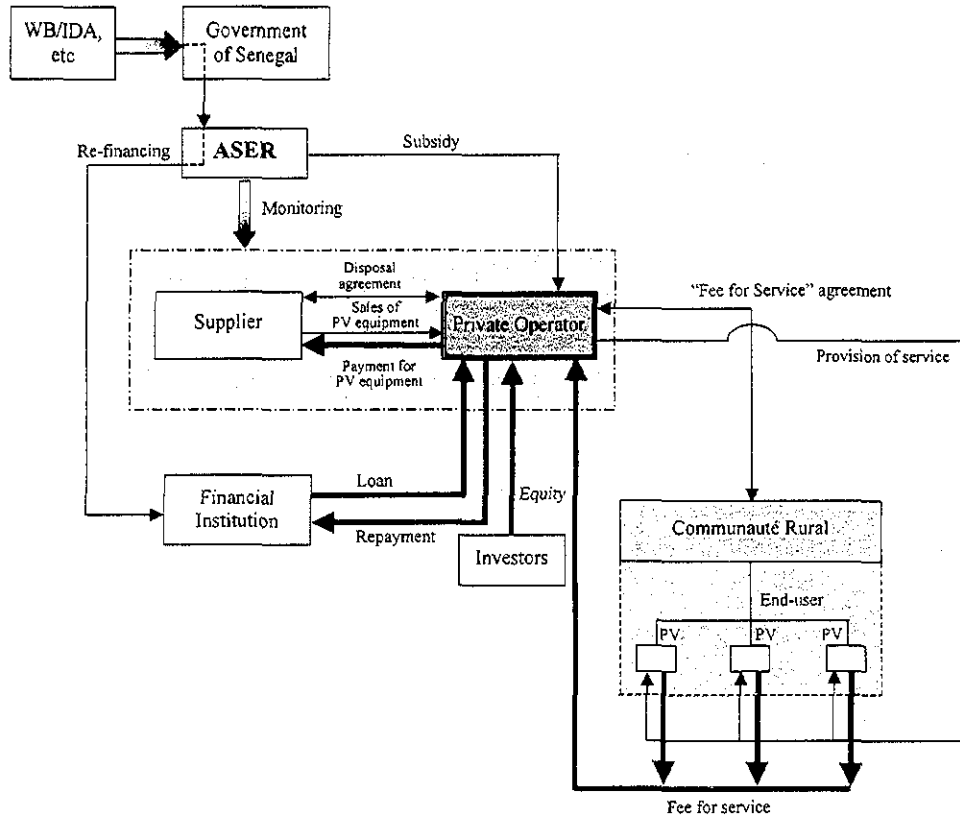 WB/IDA,
etc
Government
of Senegal
Re-financing
ASER
Subsidy
Monitoring
Disposal
agreement
Supplier
Sales of
PV equipment
Private Operator
Payment for
PV equipment
"Fee for Service" agreement
Provision of service
Financial
Institution
Loan
Repayment
Equity
Investors
Communauté Rural
End-user
PV
PV
PV
Fee for service